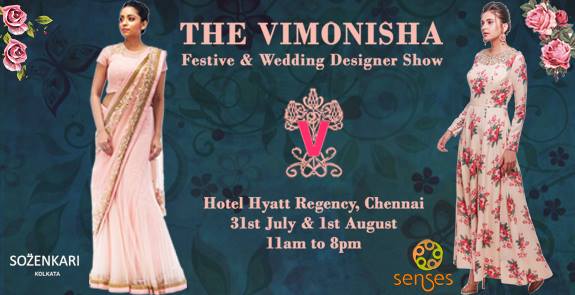 THE VIMONISHA
Festive & Wedding Designer Show
V
Hotel Hyatt Regency, Chennai
31st July & 1st August
11am to 8pm
SOŽENKARI
KOLKATA
senses